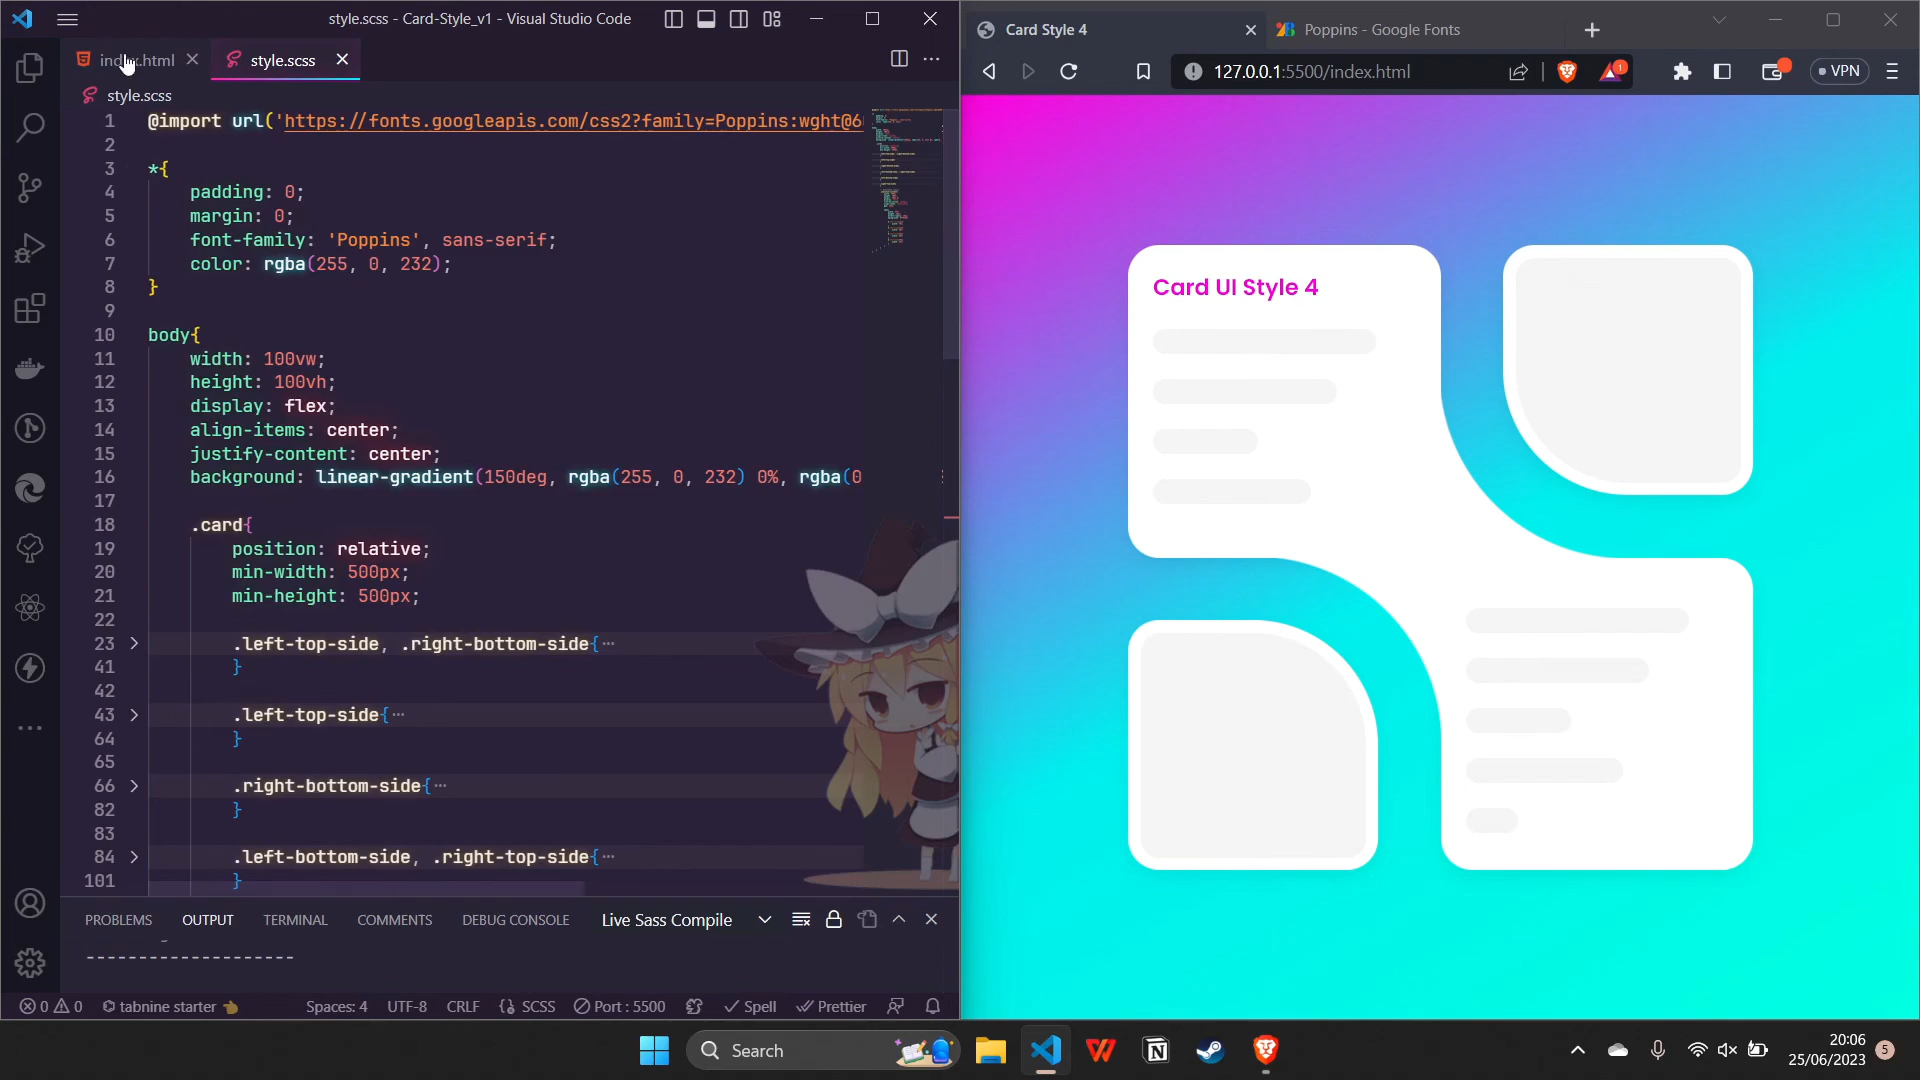 style.scss - Card-Style_v1 - Visual Studio Code
index.html
style.scss
style.scss
1 @import url('https://fonts.googleapis.com/css2?family=Poppins:wght@6
2
3 *{
4 padding: 0;
5 margin: 0;
6 font-family: 'Poppins', sans-serif;
7 color: rgba(255, 0, 232);
8 }
9
10 body{
11 width: 100vw;
12 height: 100vh;
13 display: flex;
14 align-items: center;
15 justify-content: center;
16 background: linear-gradient(150deg, rgba(255, 0, 232) 0%, rgba(0
17
18 .card{
19 position: relative;
20 min-width: 500px;
21 min-height: 500px;
22
23 .left-top-side, .right-bottom-side{ ···
41 }
42
43 .left-top-side{ ···
64 }
65
66 .right-bottom-side{ ···
82 }
83
84 .left-bottom-side, .right-top-side{ ···
101 }
PROBLEMS OUTPUT TERMINAL COMMENTS DEBUG CONSOLE Live Sass Compile
--------------------
0 0 tabnine starter Spaces: 4 UTF-8 CRLF {} SCSS Port : 5500 Spell Prettier
Card Style 4
Poppins - Google Fonts
127.0.0.1:5500/index.html
1
VPN
Card UI Style 4
Search
20:06
25/06/2023
5